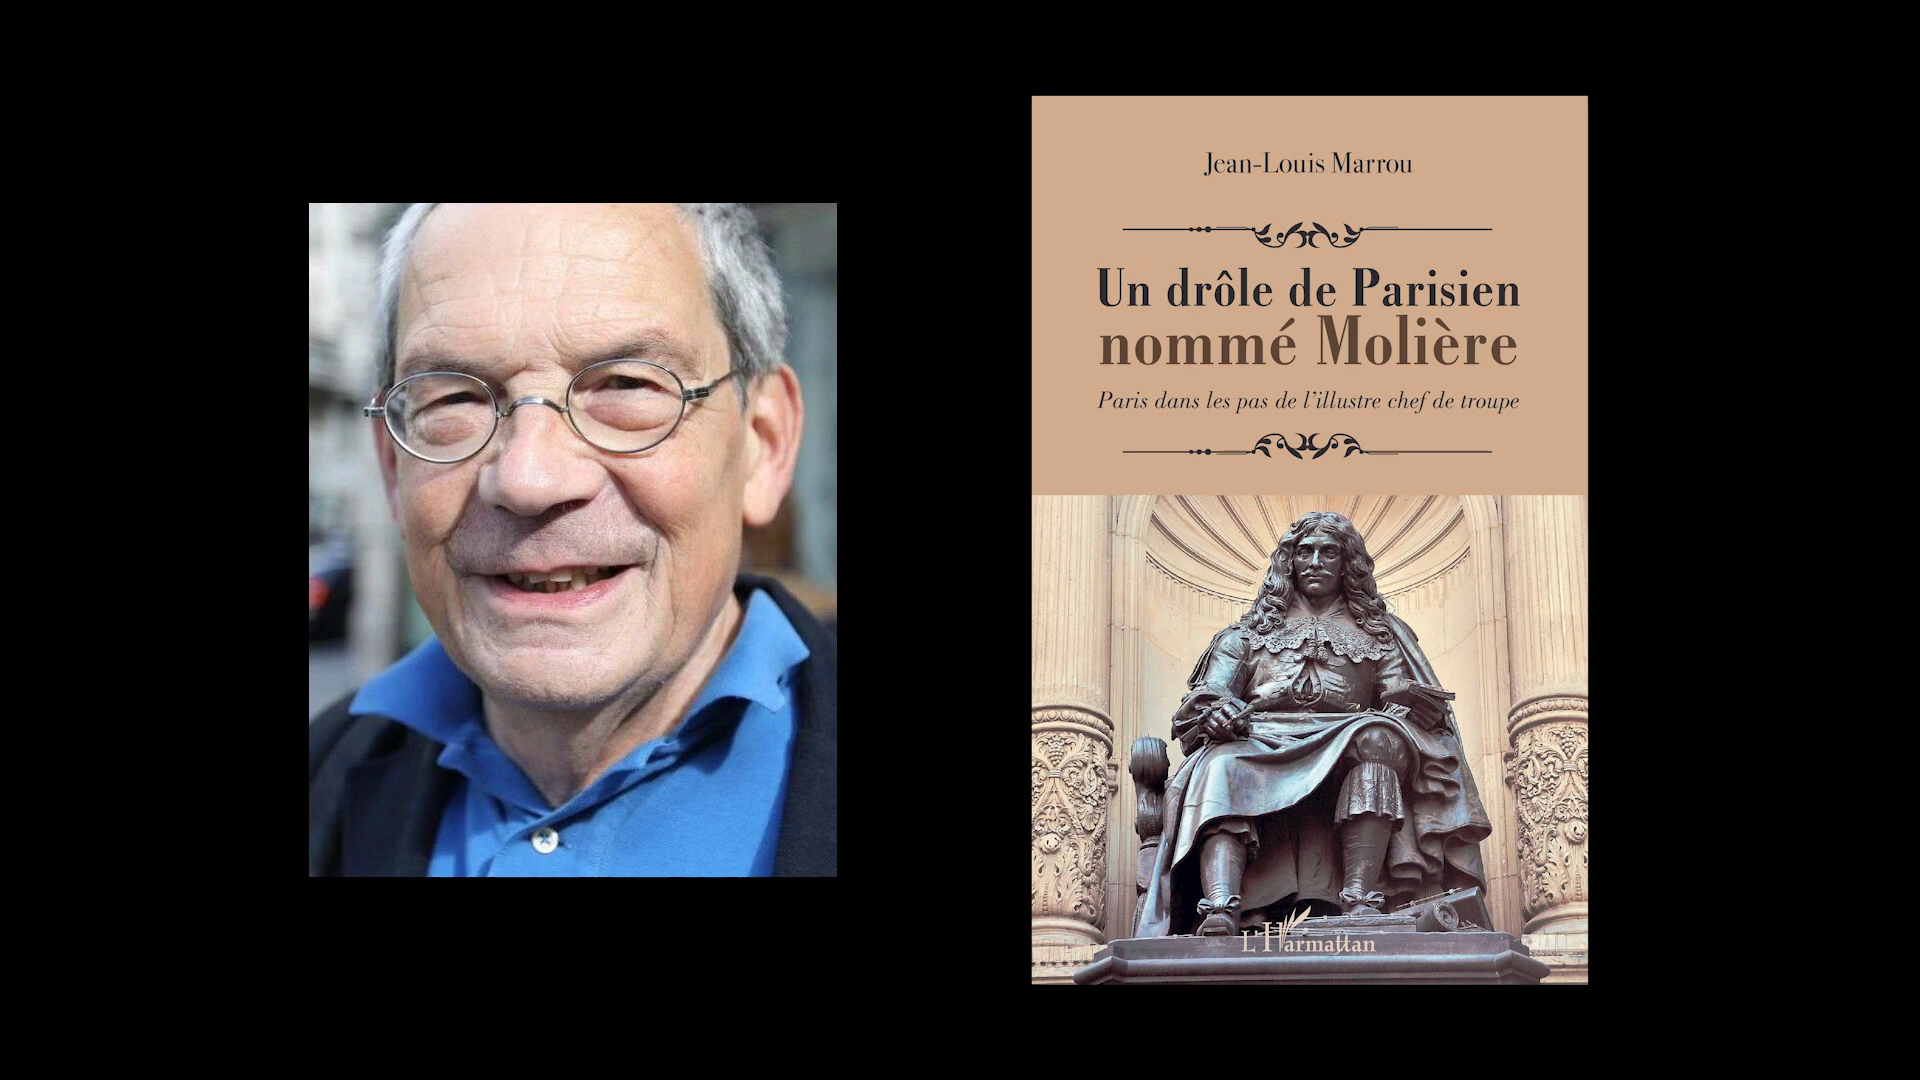 Jean-Louis Marrou
Un drôle de Parisien
nommé Molière
Paris dans les pas de l'illustre chef de troupe
L'Harmattan